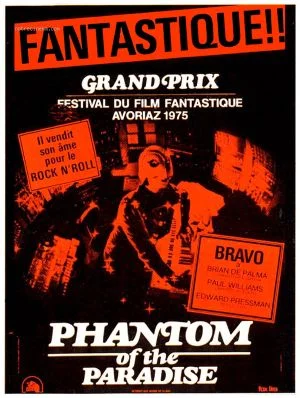 FANTASTIQUE!!
GRAND PRIX
FESTIVAL DU FILM FANTASTIQUE
AVORIAZ 1975
Il vendit
son âme
pour le
ROCK N'ROLL
BRAVO
BRIAN DE PALMA
PAUL WILLIAMS
EDWARD PRESSMAN
PHANTOM
of the
PARADISE